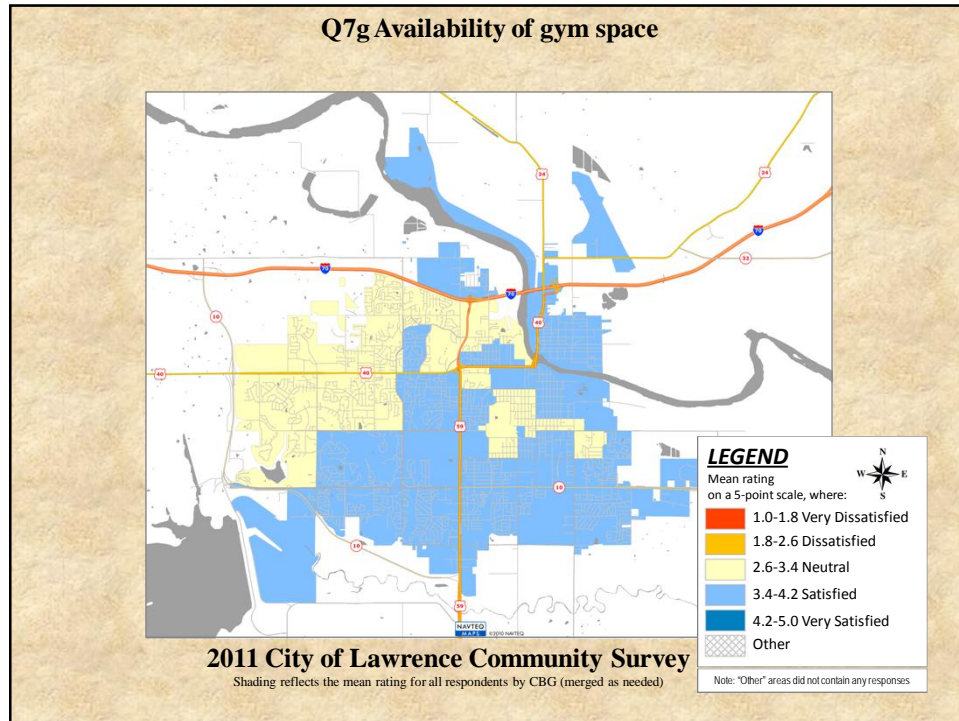 Q7g Availability of gym space
24
24
70
70
32
70
10
40
40
40
59
10
10
59
NAVTEQ
MAPS
©2010 NAVTEQ
LEGEND
Mean rating
on a 5-point scale, where:
N
W
E
S
1.0-1.8 Very Dissatisfied
1.8-2.6 Dissatisfied
2.6-3.4 Neutral
3.4-4.2 Satisfied
4.2-5.0 Very Satisfied
Other
Note: "Other" areas did not contain any responses
2011 City of Lawrence Community Survey
Shading reflects the mean rating for all respondents by CBG (merged as needed)